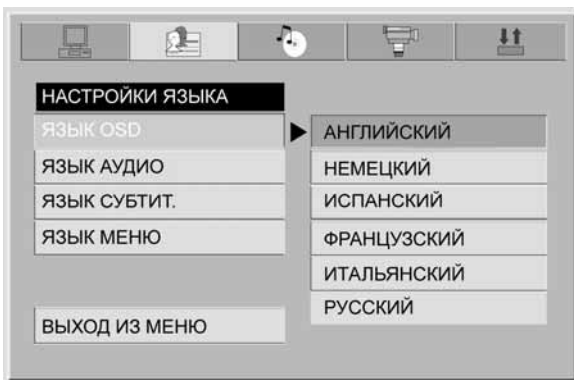 НАСТРОЙКИ ЯЗЫКА
ЯЗЫК OSD
ЯЗЫК АУДИО
ЯЗЫК СУБТИТ.
ЯЗЫК МЕНЮ
ВЫХОД ИЗ МЕНЮ
АНГЛИЙСКИЙ
НЕМЕЦКИЙ
ИСПАНСКИЙ
ФРАНЦУЗСКИЙ
ИТАЛЬЯНСКИЙ
РУССКИЙ